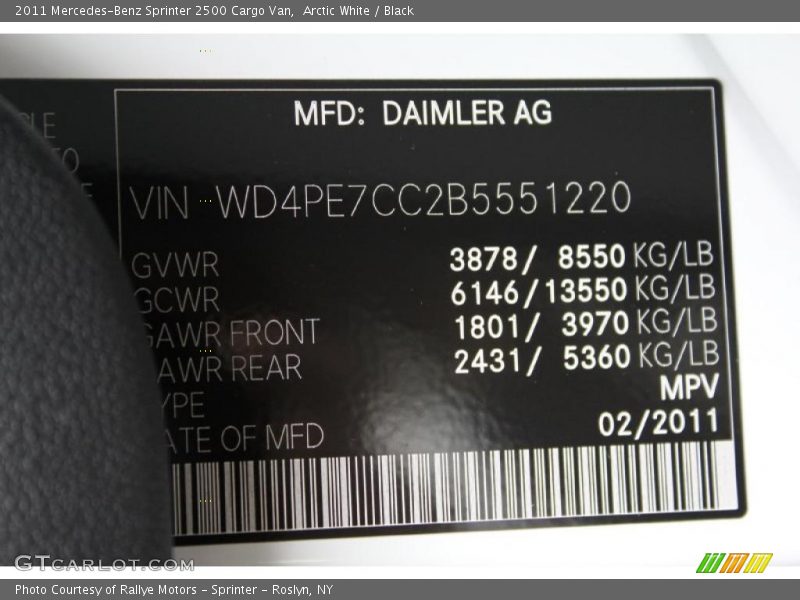 2011 Mercedes-Benz Sprinter 2500 Cargo Van, Arctic White / Black
MFD: DAIMLER AG
VIN WD4PE7CC2B5551220
GVWR 3878/ 8550 KG/LB
GCWR 6146/13550 KG/LB
GAWR FRONT 1801/ 3970 KG/LB
AWR REAR 2431/ 5360 KG/LB
MPV
YPE
02/2011
ATE OF MFD
GTCARLOT.COM
Photo Courtesy of Rallye Motors - Sprinter - Roslyn, NY